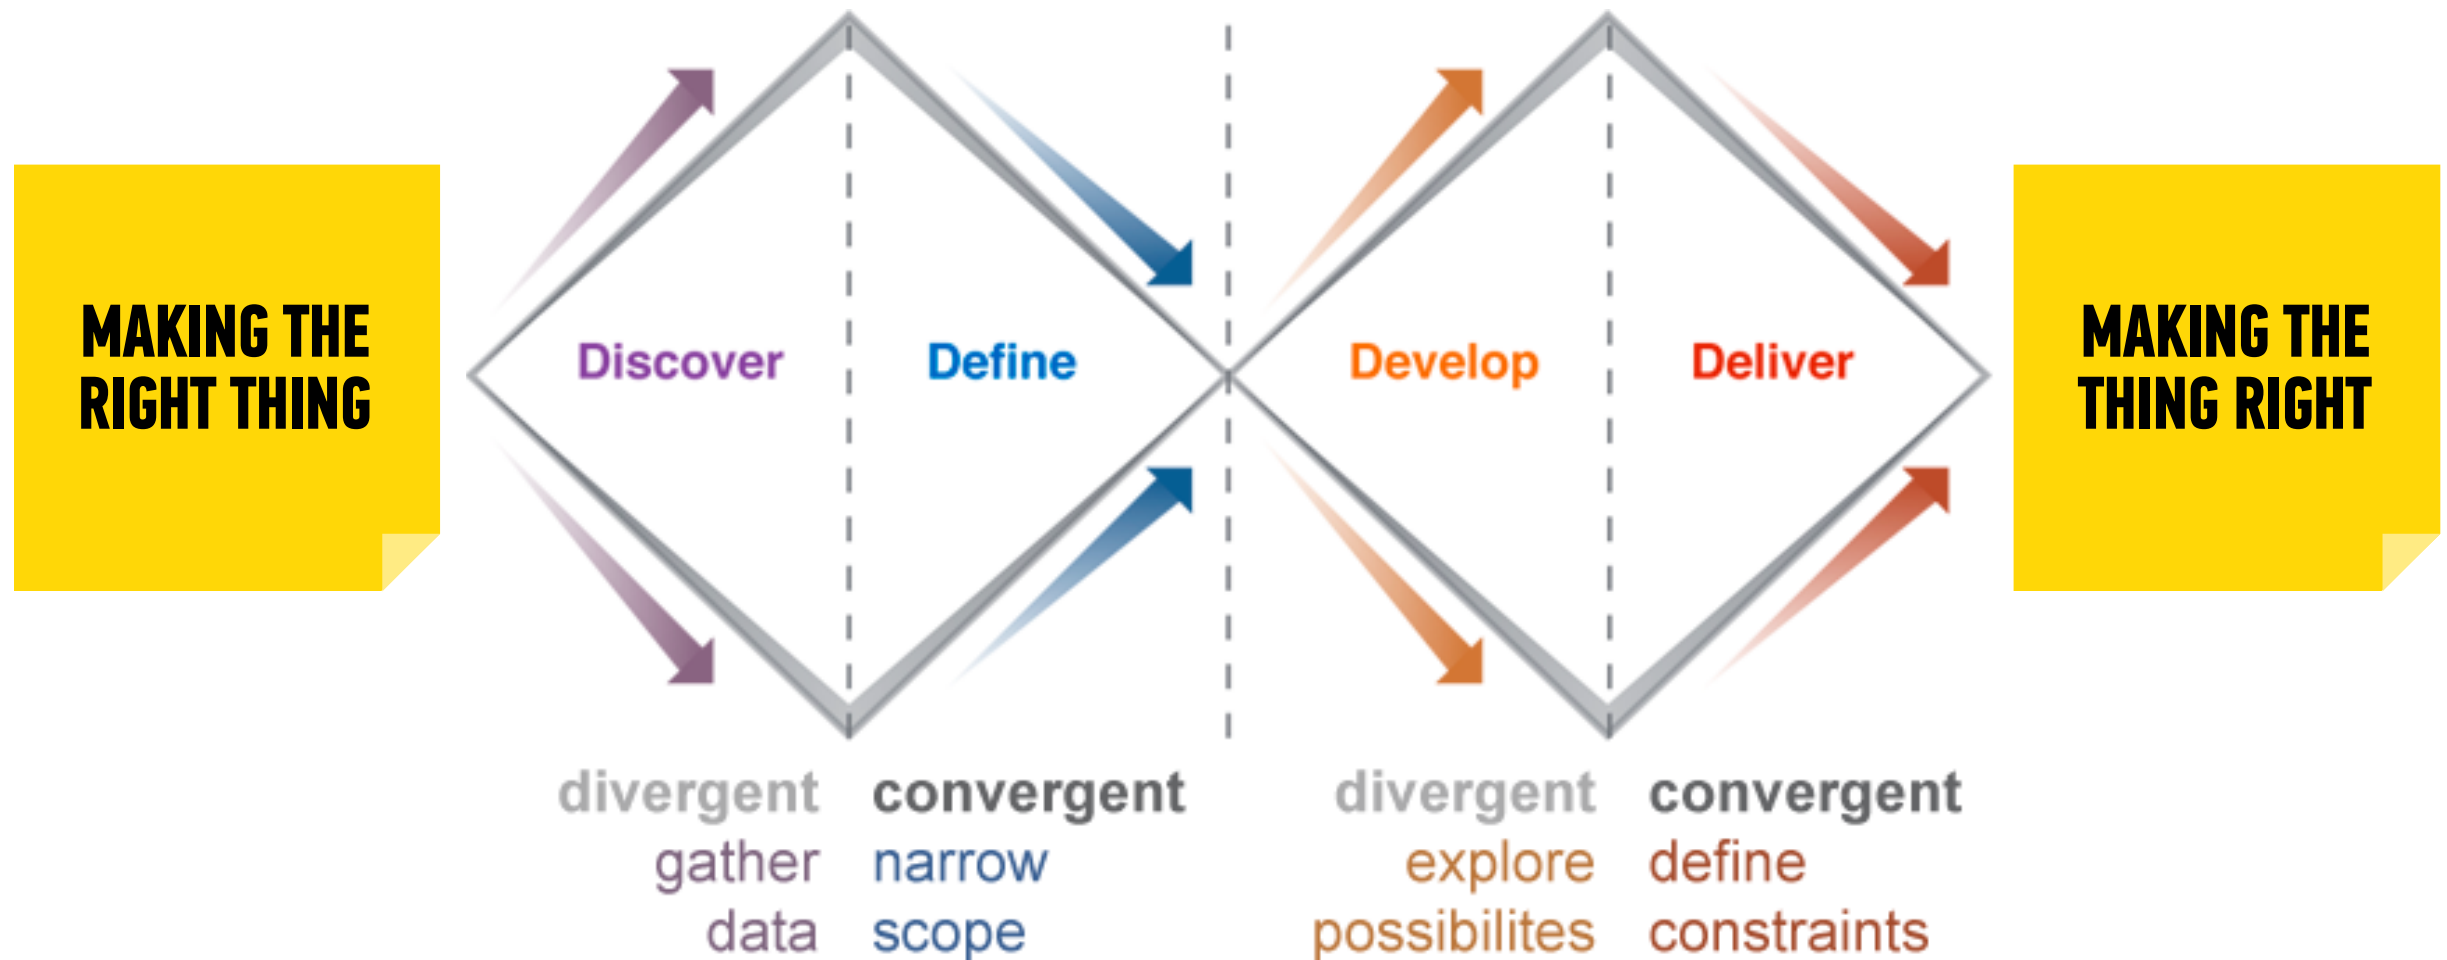 MAKING THE
RIGHT THING
Discover
Define
Develop
Deliver
MAKING THE
THING RIGHT
divergent
gather
data
convergent
narrow
scope
divergent
explore
possibilites
convergent
define
constraints